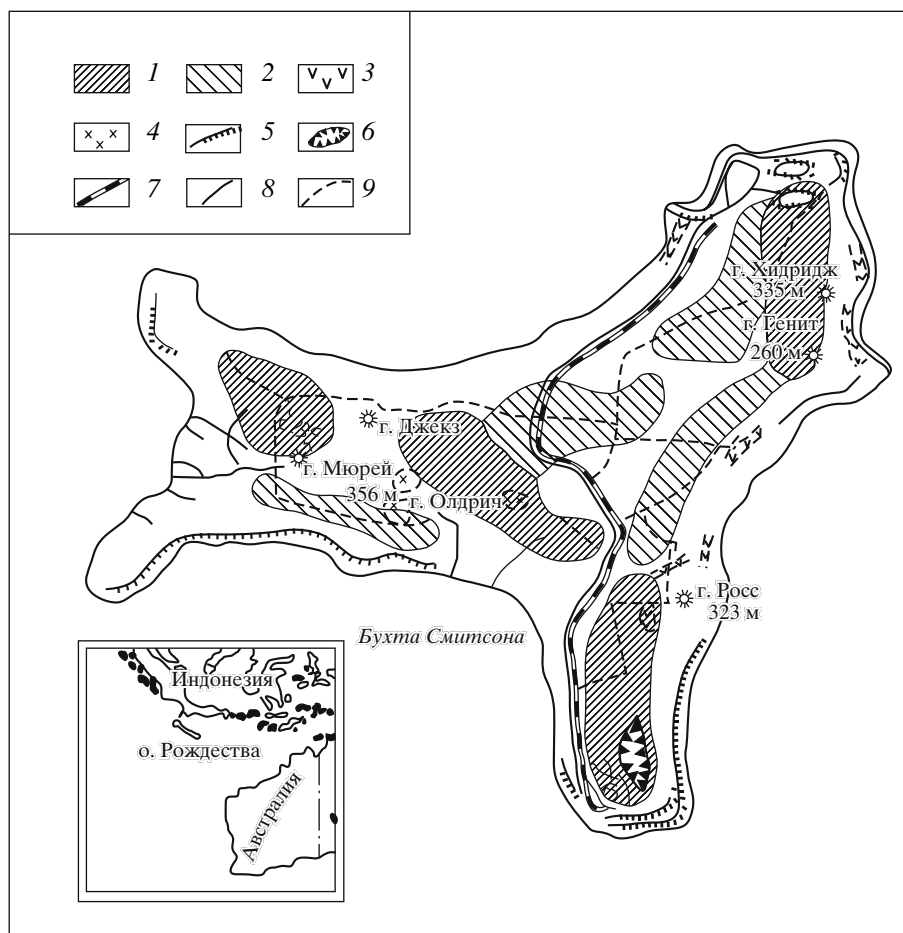 1
2
3
4
5
6
7
8
9
г. Хидридж
335 м
г. Генит
260 м
г. Джекз
г. Мюрей
356 м
г. Олдрич
г. Росс
323 м
Бухта Смитсона
Индонезия
о. Рождества
Австралия